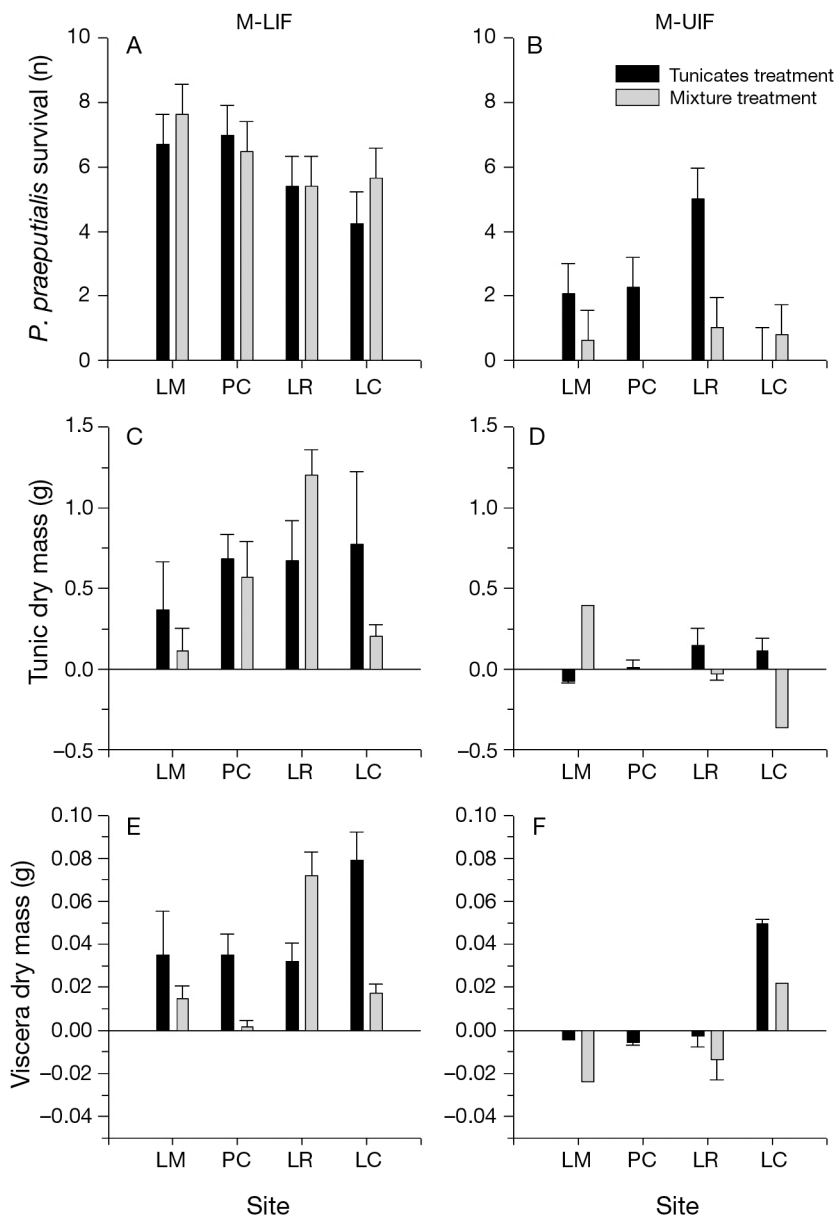 M-LIF
M-UIF
A
B
Tunicates treatment
Mixture treatment
P. praeputialis survival (n)
10
8
6
4
2
0
LM PC LR LC
10
8
6
4
2
0
LM PC LR LC
C
D
Tunic dry mass (g)
1.5
1.0
0.5
0.0
–0.5
LM PC LR LC
1.5
1.0
0.5
0.0
–0.5
LM PC LR LC
E
F
Viscera dry mass (g)
0.10
0.08
0.06
0.04
0.02
0.00
–0.02
–0.04
LM PC LR LC
0.10
0.08
0.06
0.04
0.02
0.00
–0.02
–0.04
LM PC LR LC
Site
Site